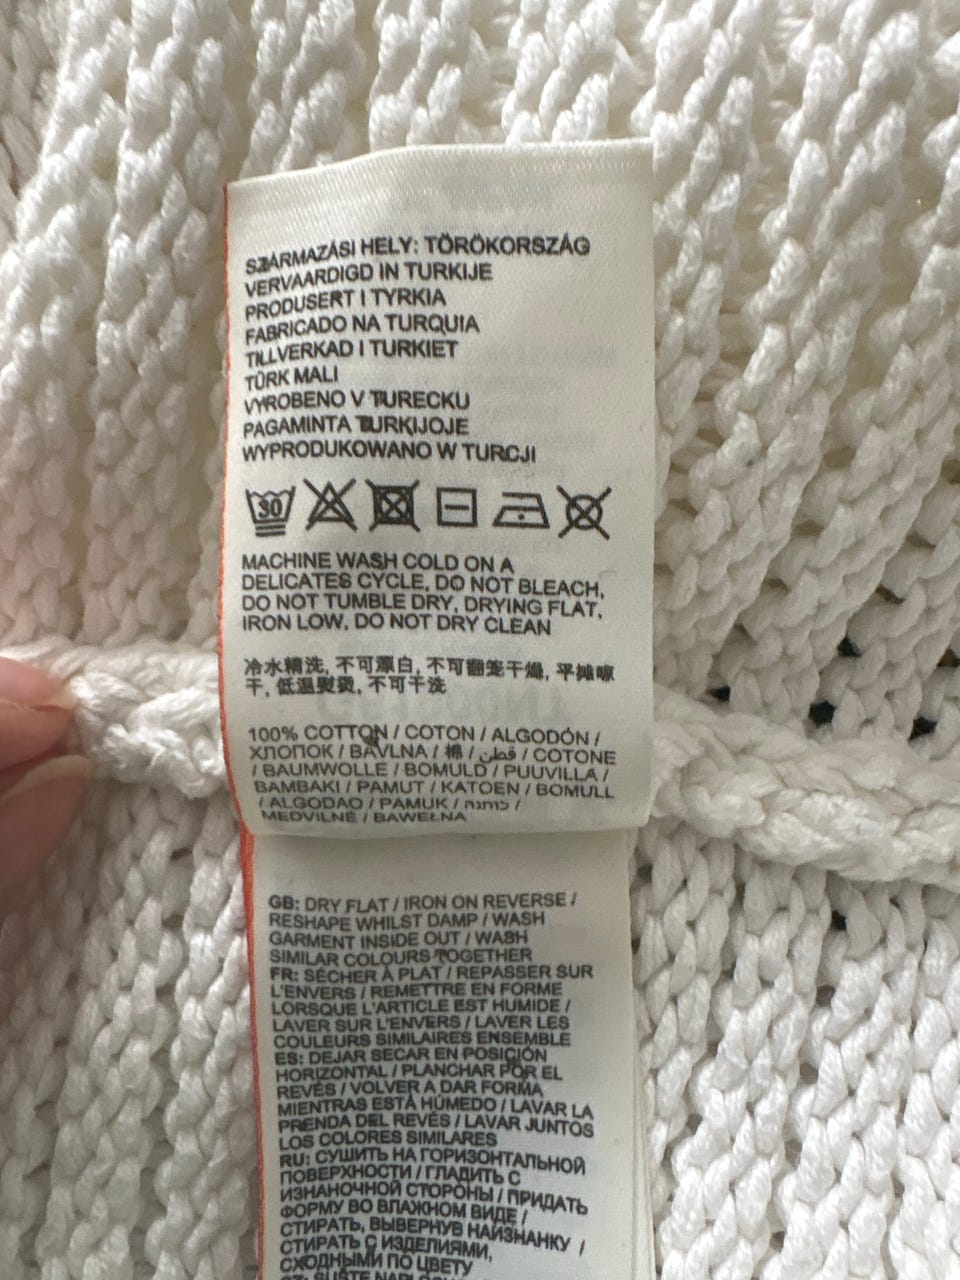 SZÁRMAZÁSI HELY: TÖRÖKORSZÁG
VERVAARDIGD IN TURKIJE
PRODUSERT I TYRKIA
FABRICADO NA TURQUIA
TILLVERKAD I TURKIET
TÜRK MALI
VYROBENO V TURECKU
PAGAMINTA TURKIJOJE
WYPRODUKOWANO W TURCJI
30
MACHINE WASH COLD ON A
DELICATES CYCLE, DO NOT BLEACH,
DO NOT TUMBLE DRY, DRYING FLAT,
IRON LOW, DO NOT DRY CLEAN
冷水精洗, 不可漂白, 不可翻笼干燥, 平摊晾
干, 低温熨烫, 不可干洗
100% COTTON / COTON / ALGODÓN /
ХЛОПОК / BAVLNA / 棉 / قطن / COTONE
/ BAUMWOLLE / BOMULD / PUUVILLA /
BAMBAKI / PAMUT / KATOEN / BOMULL
/ ALGODAO / PAMUK / כותנה /
MEDVILNĖ / BAWEŁNA
GB: DRY FLAT / IRON ON REVERSE /
RESHAPE WHILST DAMP / WASH
GARMENT INSIDE OUT / WASH
SIMILAR COLOURS TOGETHER
FR: SÉCHER À PLAT / REPASSER SUR
L'ENVERS / REMETTRE EN FORME
LORSQUE L'ARTICLE EST HUMIDE /
LAVER SUR L'ENVERS / LAVER LES
COULEURS SIMILAIRES ENSEMBLE
ES: DEJAR SECAR EN POSICIÓN
HORIZONTAL / PLANCHAR POR EL
REVÉS / VOLVER A DAR FORMA
MIENTRAS ESTÁ HÚMEDO / LAVAR LA
PRENDA DEL REVÉS / LAVAR JUNTOS
LOS COLORES SIMILARES
RU: СУШИТЬ НА ГОРИЗОНТАЛЬНОЙ
ПОВЕРХНОСТИ / ГЛАДИТЬ С
ИЗНАНОЧНОЙ СТОРОНЫ / ПРИДАТЬ
ФОРМУ ВО ВЛАЖНОМ ВИДЕ /
СТИРАТЬ, ВЫВЕРНУВ НАИЗНАНКУ /
СТИРАТЬ С ИЗДЕЛИЯМИ,
СХОДНЫМИ ПО ЦВЕТУ